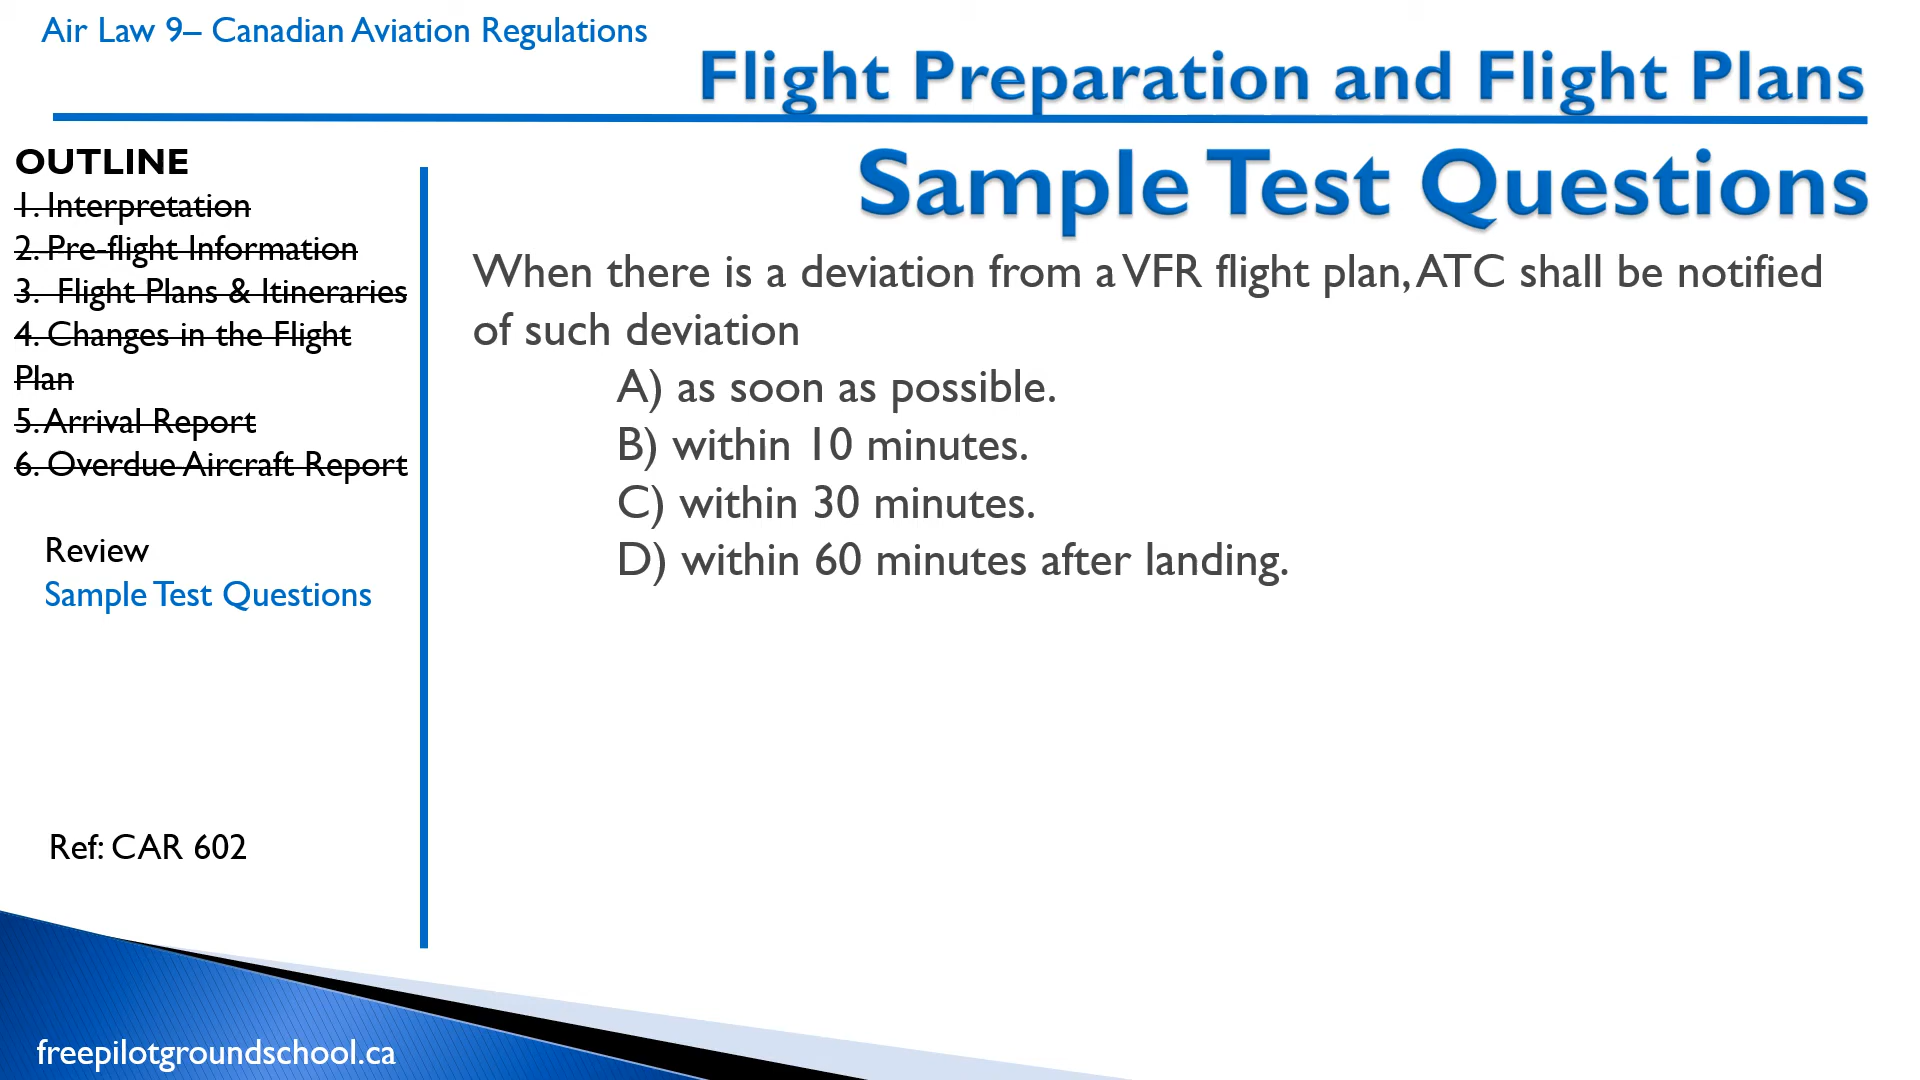 Air Law 9– Canadian Aviation Regulations
Flight Preparation and Flight Plans
OUTLINE
1. Interpretation
2. Pre-flight Information
3. Flight Plans & Itineraries
4. Changes in the Flight
Plan
5. Arrival Report
6. Overdue Aircraft Report
Review
Sample Test Questions
Ref: CAR 602
Sample Test Questions
When there is a deviation from a VFR flight plan, ATC shall be notified
of such deviation
A) as soon as possible.
B) within 10 minutes.
C) within 30 minutes.
D) within 60 minutes after landing.
freepilotgroundschool.ca